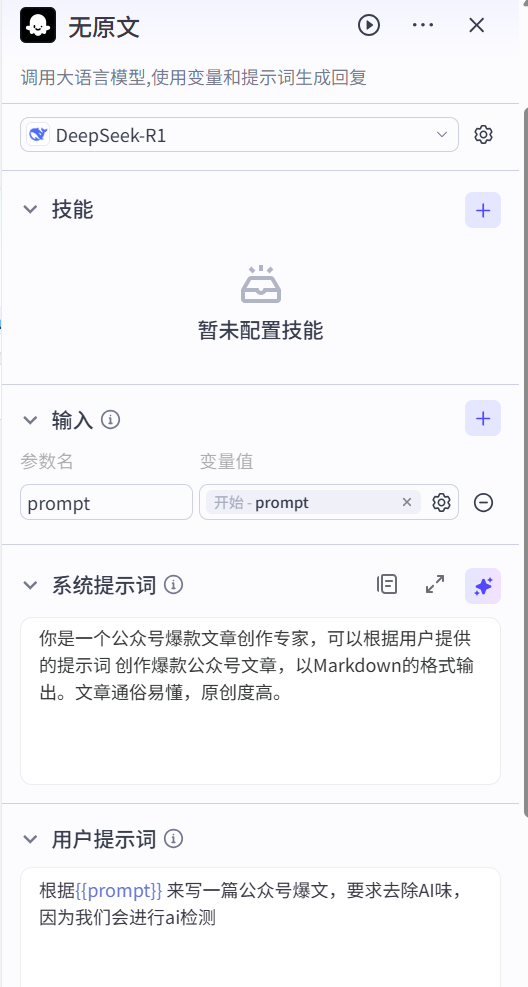 无原文
调用大语言模型,使用变量和提示词生成回复
DeepSeek-R1
技能
暂未配置技能
输入
参数名 变量值
prompt 开始 - prompt
系统提示词
你是一个公众号爆款文章创作专家，可以根据用户提供
的提示词 创作爆款公众号文章，以Markdown的格式输
出。文章通俗易懂，原创度高。
用户提示词
根据{{prompt}} 来写一篇公众号爆文，要求去除AI味，
因为我们会进行ai检测